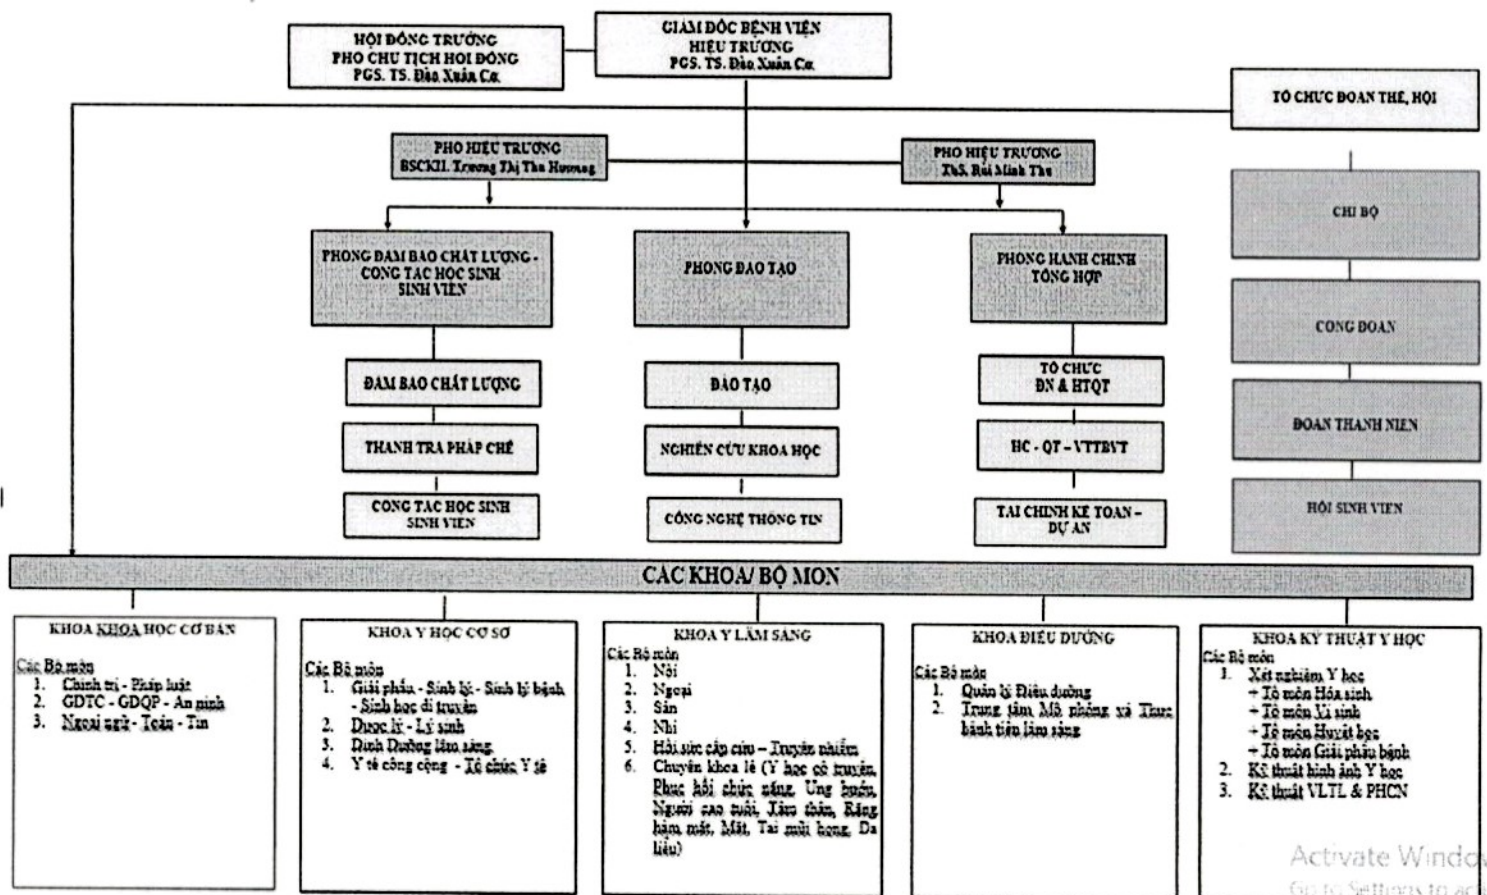 HỘI ĐỒNG TRƯỜNG
PHÓ CHỦ TỊCH HỘI ĐỒNG
PGS. TS. Đào Xuân Cơ
GIÁM ĐỐC BỆNH VIỆN
HIỆU TRƯỞNG
PGS. TS. Đào Xuân Cơ
TỔ CHỨC ĐOÀN THỂ, HỘI
PHÓ HIỆU TRƯỞNG
BSCKII. Trương Thị Thu Hương
PHÓ HIỆU TRƯỞNG
ThS. Bùi Minh Thu
CHI BỘ
CÔNG ĐOÀN
ĐOÀN THANH NIÊN
HỘI SINH VIÊN
PHÒNG ĐẢM BẢO CHẤT LƯỢNG -
CÔNG TÁC HỌC SINH
SINH VIÊN
PHÒNG ĐÀO TẠO
PHÒNG HÀNH CHÍNH
TỔNG HỢP
ĐẢM BẢO CHẤT LƯỢNG
ĐÀO TẠO
TỔ CHỨC
ĐN & HTQT
THANH TRA PHÁP CHẾ
NGHIÊN CỨU KHOA HỌC
HC - QT – VTTBYT
CÔNG TÁC HỌC SINH
SINH VIÊN
CÔNG NGHỆ THÔNG TIN
TÀI CHÍNH KẾ TOÁN –
DỰ ÁN
CÁC KHOA/ BỘ MÔN
KHOA KHOA HỌC CƠ BẢN
Các Bộ môn
1. Chính trị - Pháp luật
2. GDTC - GDQP - An ninh
3. Ngoại ngữ - Toán - Tin
KHOA Y HỌC CƠ SỞ
Các Bộ môn
1. Giải phẫu - Sinh lý - Sinh lý bệnh
- Sinh học di truyền
2. Dược lý - Lý sinh
3. Dinh Dưỡng lâm sàng
4. Y tế công cộng - Tổ chức Y tế
KHOA Y LÂM SÀNG
Các Bộ môn
1. Nội
2. Ngoại
3. Sản
4. Nhi
5. Hồi sức cấp cứu – Truyền nhiễm
6. Chuyên khoa lẻ (Y học cổ truyền,
Phục hồi chức năng, Ung bướu,
Người cao tuổi, Tâm thần, Răng
hàm mặt, Mắt, Tai mũi họng, Da
liễu)
KHOA ĐIỀU DƯỠNG
Các Bộ môn
1. Quản lý Điều dưỡng
2. Trung tâm Mô phỏng và Thực
hành tiền lâm sàng
KHOA KỸ THUẬT Y HỌC
Các Bộ môn
1. Xét nghiệm Y học
+ Tổ môn Hóa sinh
+ Tổ môn Vi sinh
+ Tổ môn Huyết học
+ Tổ môn Giải phẫu bệnh
2. Kỹ thuật hình ảnh Y học
3. Kỹ thuật VLTL & PHCN
Activate Window
Go to Settings to acti